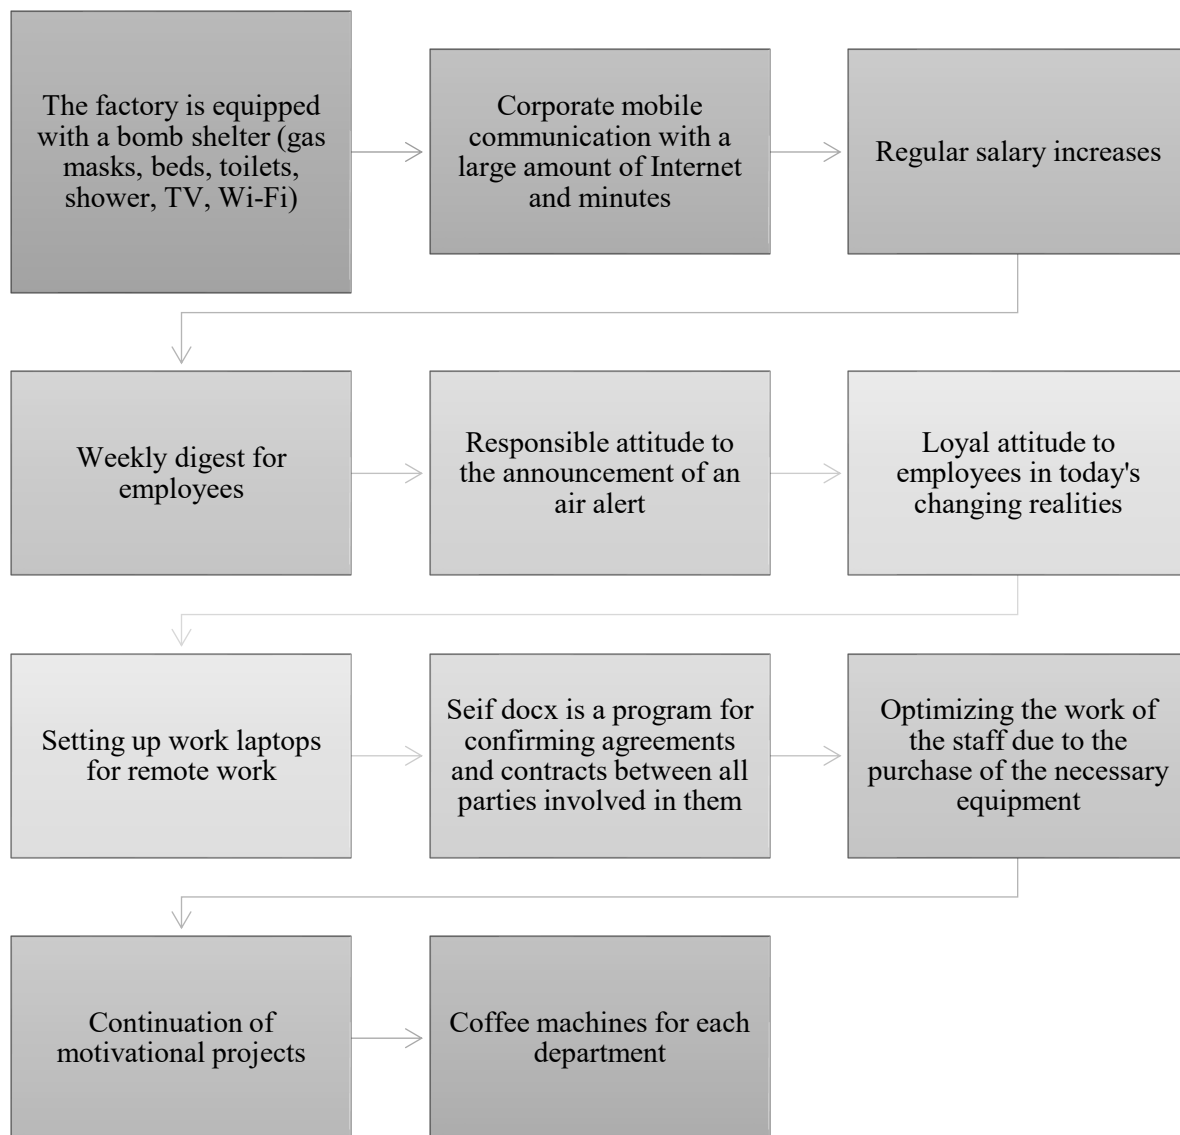 The factory is equipped
with a bomb shelter (gas
masks, beds, toilets,
shower, TV, Wi-Fi)
Corporate mobile
communication with a
large amount of Internet
and minutes
Regular salary increases
Weekly digest for
employees
Responsible attitude to
the announcement of an
air alert
Loyal attitude to
employees in today's
changing realities
Setting up work laptops
for remote work
Seif docx is a program for
confirming agreements
and contracts between all
parties involved in them
Optimizing the work of
the staff due to the
purchase of the necessary
equipment
Continuation of
motivational projects
Coffee machines for each
department